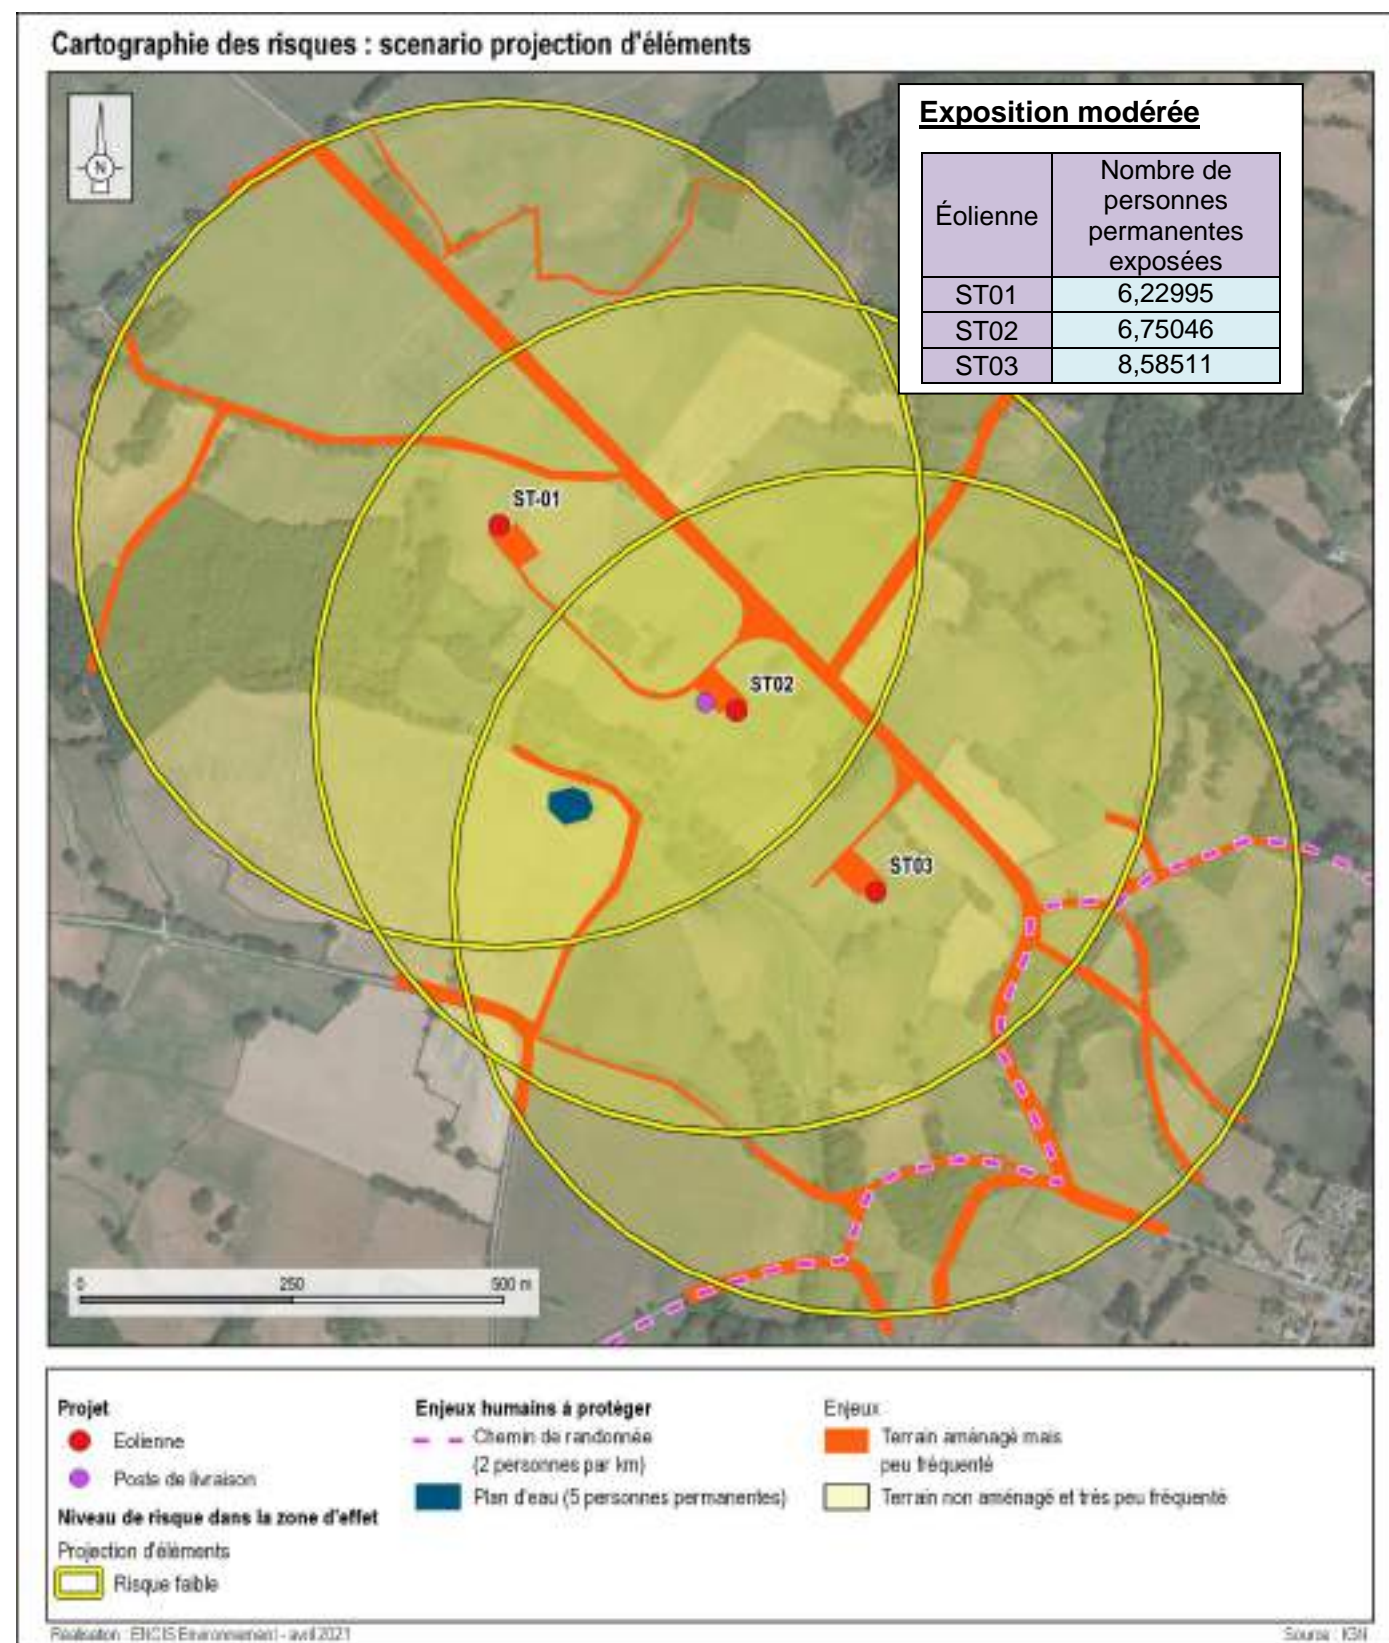 Cartographie des risques : scenario projection d'éléments
N
Exposition modérée
Éolienne
Nombre de
personnes
permanentes
exposées
ST01 6,22995
ST02 6,75046
ST03 8,58511
ST-01
ST02
ST03
0 250 500 m
Projet
Eolienne
Poste de livraison
Niveau de risque dans la zone d'effet
Projection d'éléments
Risque faible
Enjeux humains à protéger
Chemin de randonnée
(2 personnes par km)
Plan d'eau (5 personnes permanentes)
Enjeux
Terrain aménagé mais
peu fréquenté
Terrain non aménagé et très peu fréquenté
Réalisation : ENCIS Environnement - avril 2021
Source : IGN